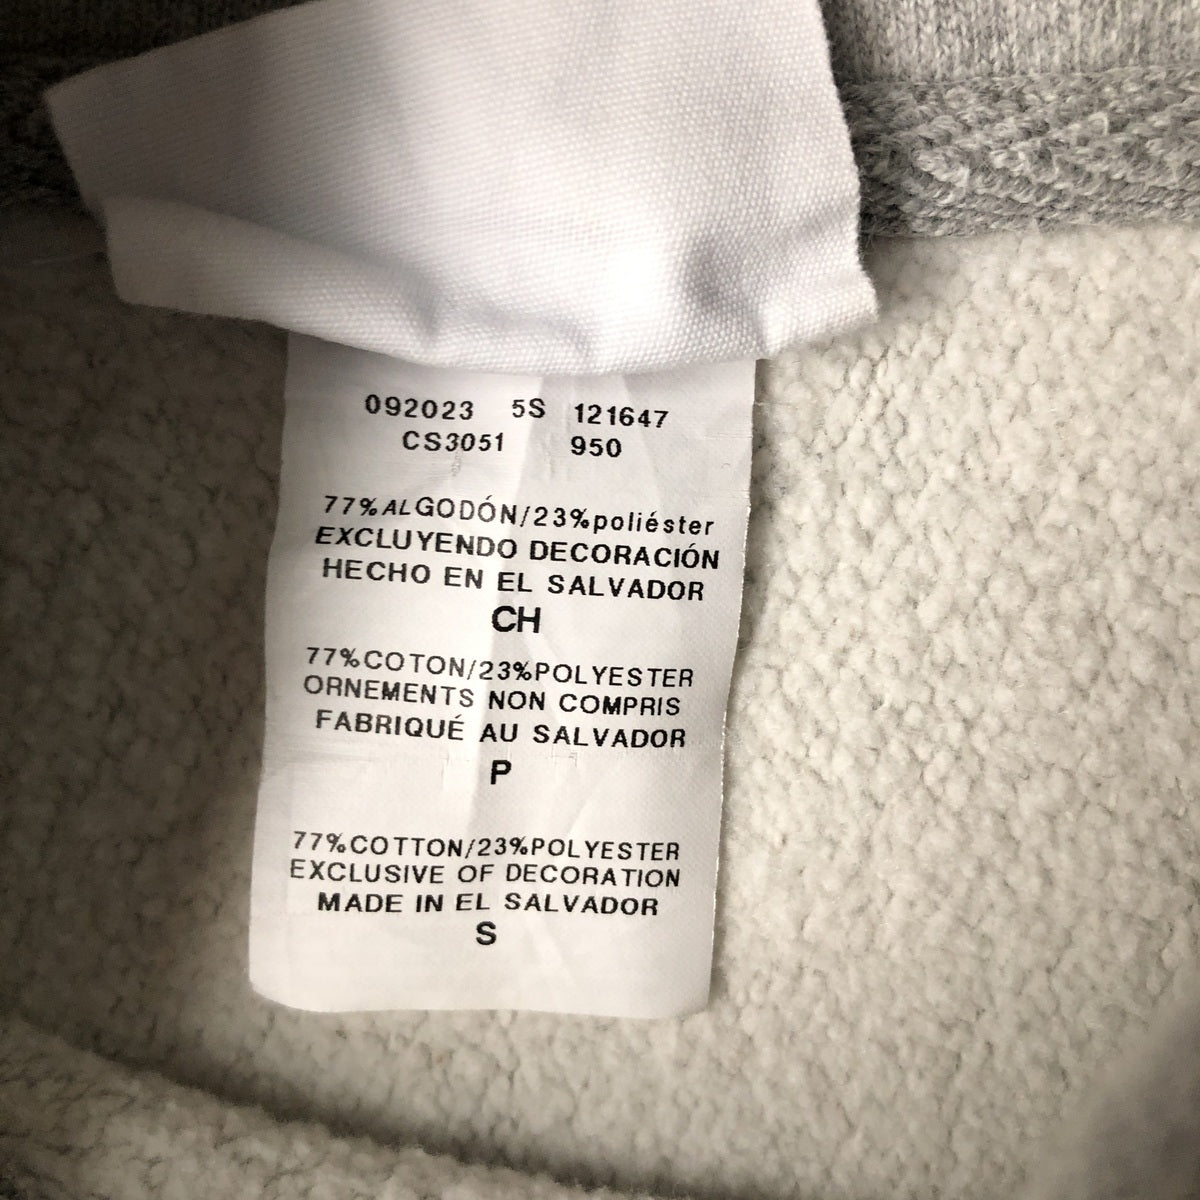 092023 5S 121647
CS3051 950
77%ALGODÓN/23%poliéster
EXCLUYENDO DECORACIÓN
HECHO EN EL SALVADOR
CH
77%COTON/23%POLYESTER
ORNEMENTS NON COMPRIS
FABRIQUÉ AU SALVADOR
P
77%COTTON/23%POLYESTER
EXCLUSIVE OF DECORATION
MADE IN EL SALVADOR
S